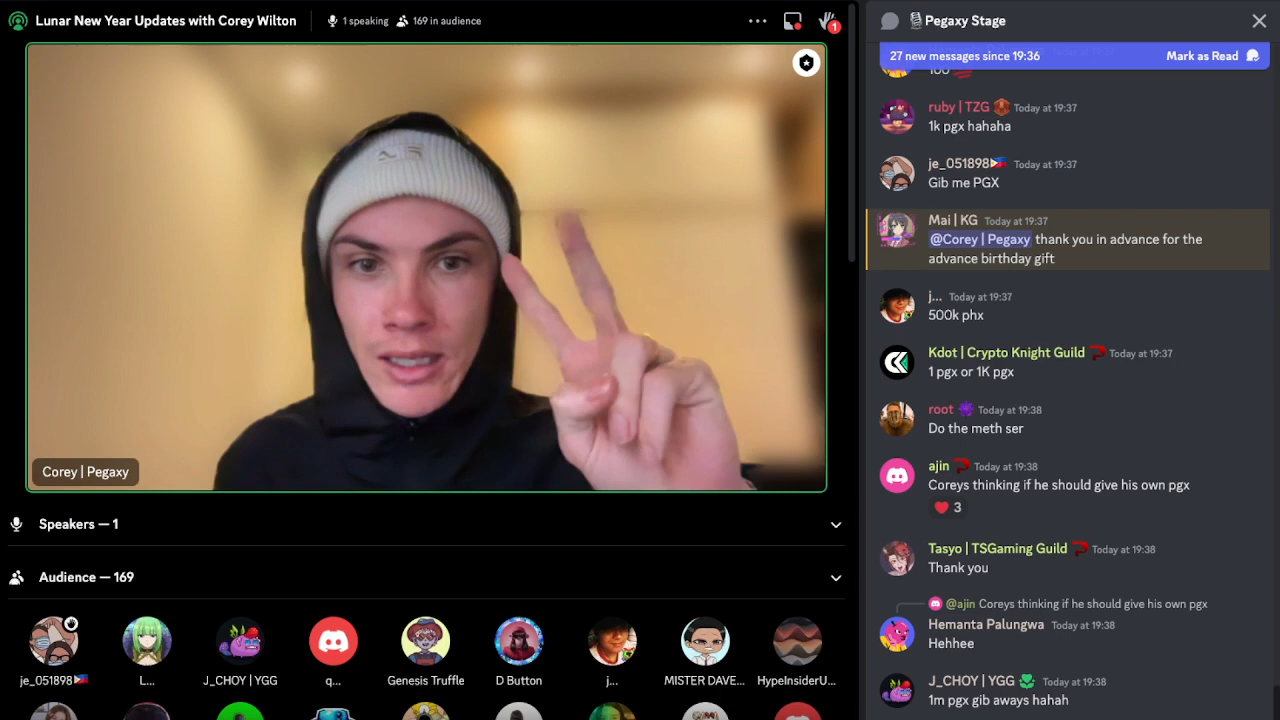 Lunar New Year Updates with Corey Wilton
1 speaking
169 in audience
1
Corey | Pegaxy
Speakers — 1
Audience — 169
je_051898
L...
J_CHOY | YGG
q...
Genesis Truffle
D Button
j...
MISTER DAVE...
HypeInsiderU...
Pegaxy Stage
27 new messages since 19:36
Mark as Read
100
ruby | TZG Today at 19:37
1k pgx hahaha
je_051898 Today at 19:37
Gib me PGX
Mai | KG Today at 19:37
@Corey | Pegaxy thank you in advance for the
advance birthday gift
j... Today at 19:37
500k phx
Kdot | Crypto Knight Guild Today at 19:37
1 pgx or 1K pgx
root Today at 19:38
Do the meth ser
ajin Today at 19:38
Coreys thinking if he should give his own pgx
3
Tasyo | TSGaming Guild Today at 19:38
Thank you
@ajin Coreys thinking if he should give his own pgx
Hemanta Palungwa Today at 19:38
Hehhee
J_CHOY | YGG Today at 19:38
1m pgx gib aways hahah